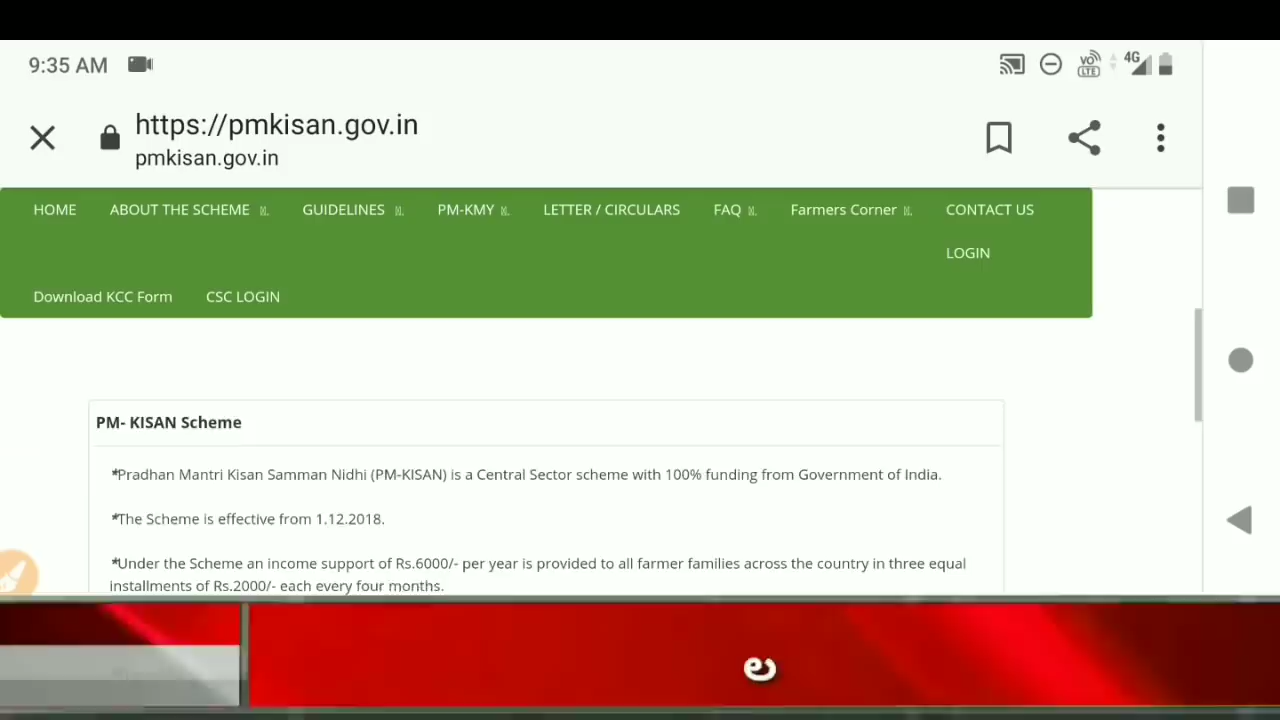 9:35 AM
VO LTE 4G
https://pmkisan.gov.in
pmkisan.gov.in
HOME ABOUT THE SCHEME GUIDELINES PM-KMY LETTER / CIRCULARS FAQ Farmers Corner CONTACT US
LOGIN
Download KCC Form CSC LOGIN
PM- KISAN Scheme
*Pradhan Mantri Kisan Samman Nidhi (PM-KISAN) is a Central Sector scheme with 100% funding from Government of India.
*The Scheme is effective from 1.12.2018.
*Under the Scheme an income support of Rs.6000/- per year is provided to all farmer families across the country in three equal
installments of Rs.2000/- each every four months.
ల